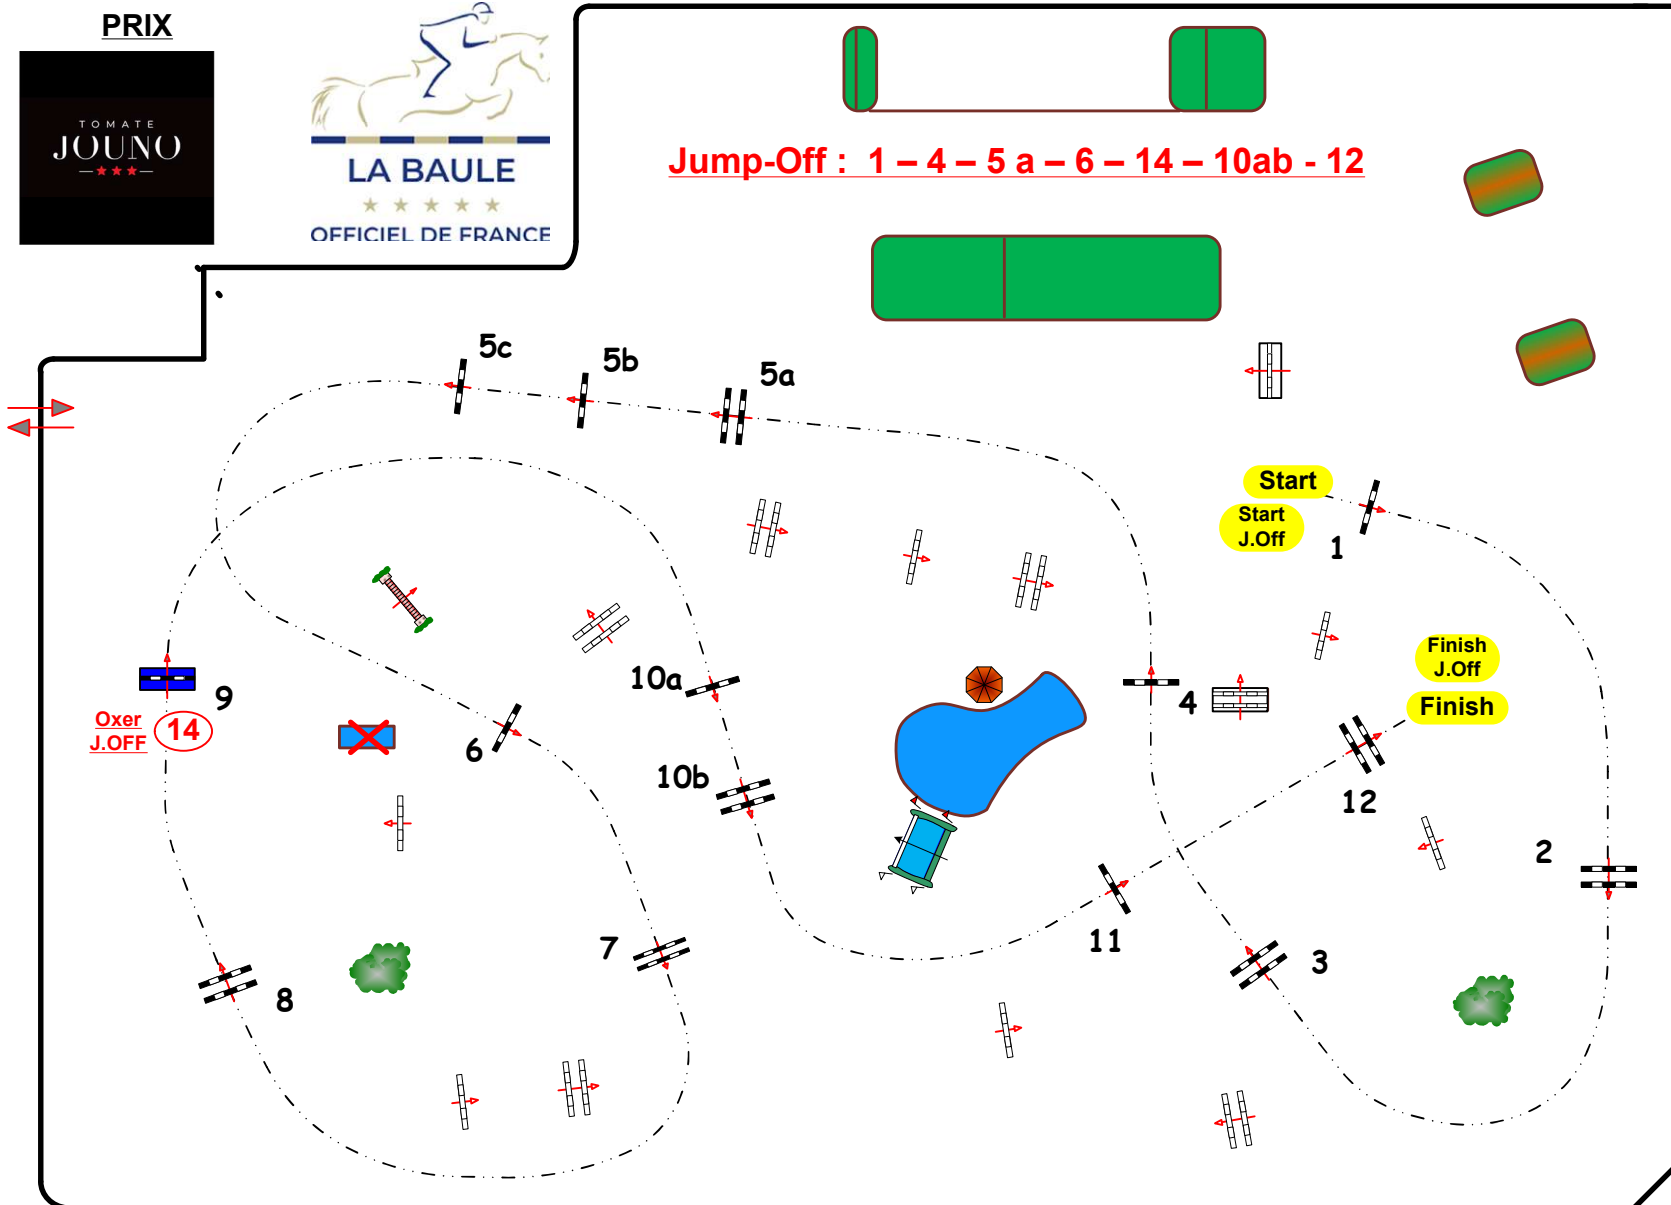 PRIX
TOMATE
JOUNO
LA BAULE
OFFICIEL DE FRANCE
Jump-Off : 1 – 4 – 5 a – 6 – 14 – 10ab - 12
5c
5b
5a
Start
Start
J.Off
1
Finish
J.Off
Finish
10a
4
9
Oxer
J.OFF
14
6
10b
12
2
11
7
3
8